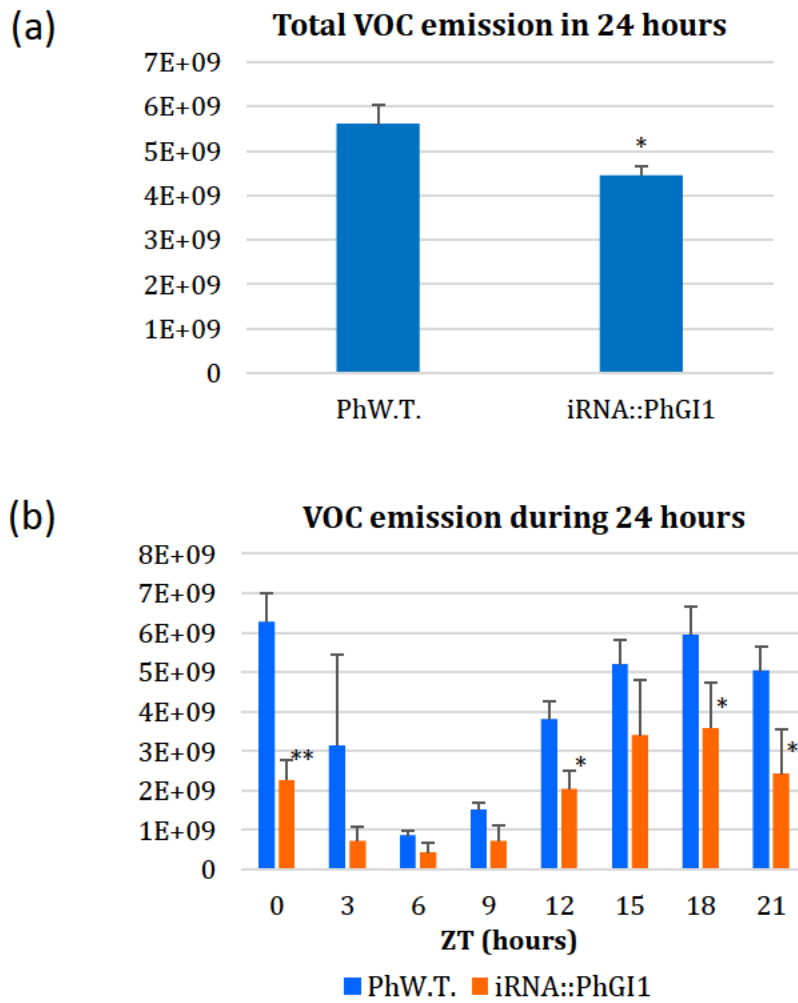 (a)
Total VOC emission in 24 hours
7E+09
6E+09
5E+09
4E+09
3E+09
2E+09
1E+09
0
*
PhW.T. iRNA::PhGI1
(b)
VOC emission during 24 hours
8E+09
7E+09
6E+09
5E+09
4E+09
3E+09
2E+09
1E+09
0
**
*
*
*
0 3 6 9 12 15 18 21
ZT (hours)
PhW.T. iRNA::PhGI1